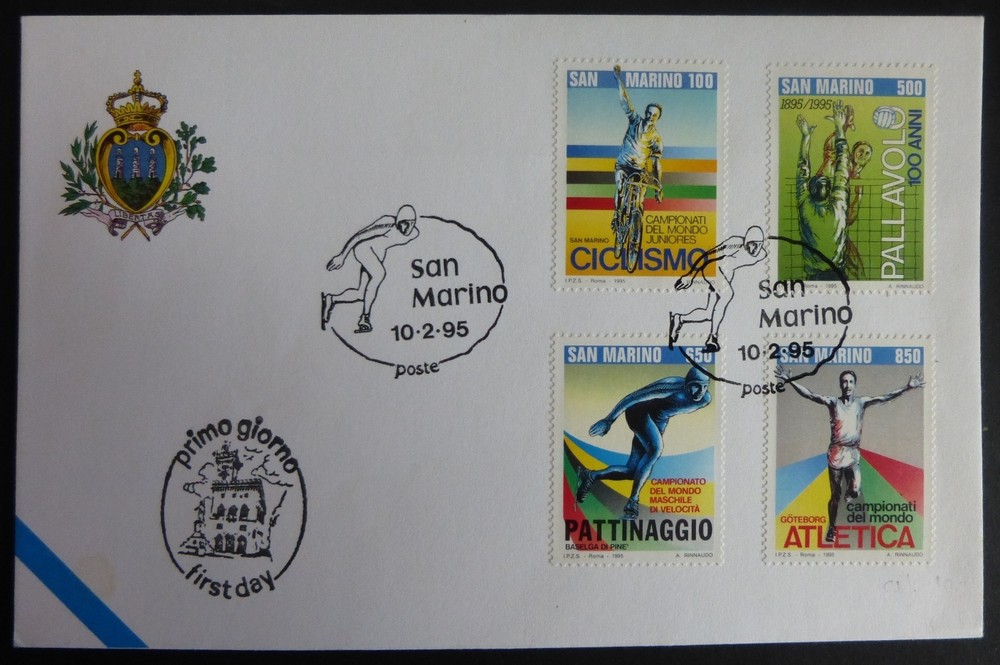 LIBERTAS
San
Marino
10·2·95
poste
primo giorno
first day
SAN MARINO 100
CAMPIONATI
DEL MONDO
JUNIORES
SAN MARINO
CICLISMO
I.P.Z.S. - Roma - 1995
SAN MARINO 500
1895/1995
PALLAVOLO
100 ANNI
I.P.Z.S. - Roma - 1995 A. RINNAUDO
San
Marino
10·2·95
poste
SAN MARINO 650
CAMPIONATO
DEL MONDO
MASCHILE
DI VELOCITÀ
PATTINAGGIO
BASELGA DI PINE'
I.P.Z.S. - Roma - 1995 A. RINNAUDO
SAN MARINO 850
campionati
GÖTEBORG del mondo
ATLETICA
I.P.Z.S. - Roma - 1995 A. RINNAUDO